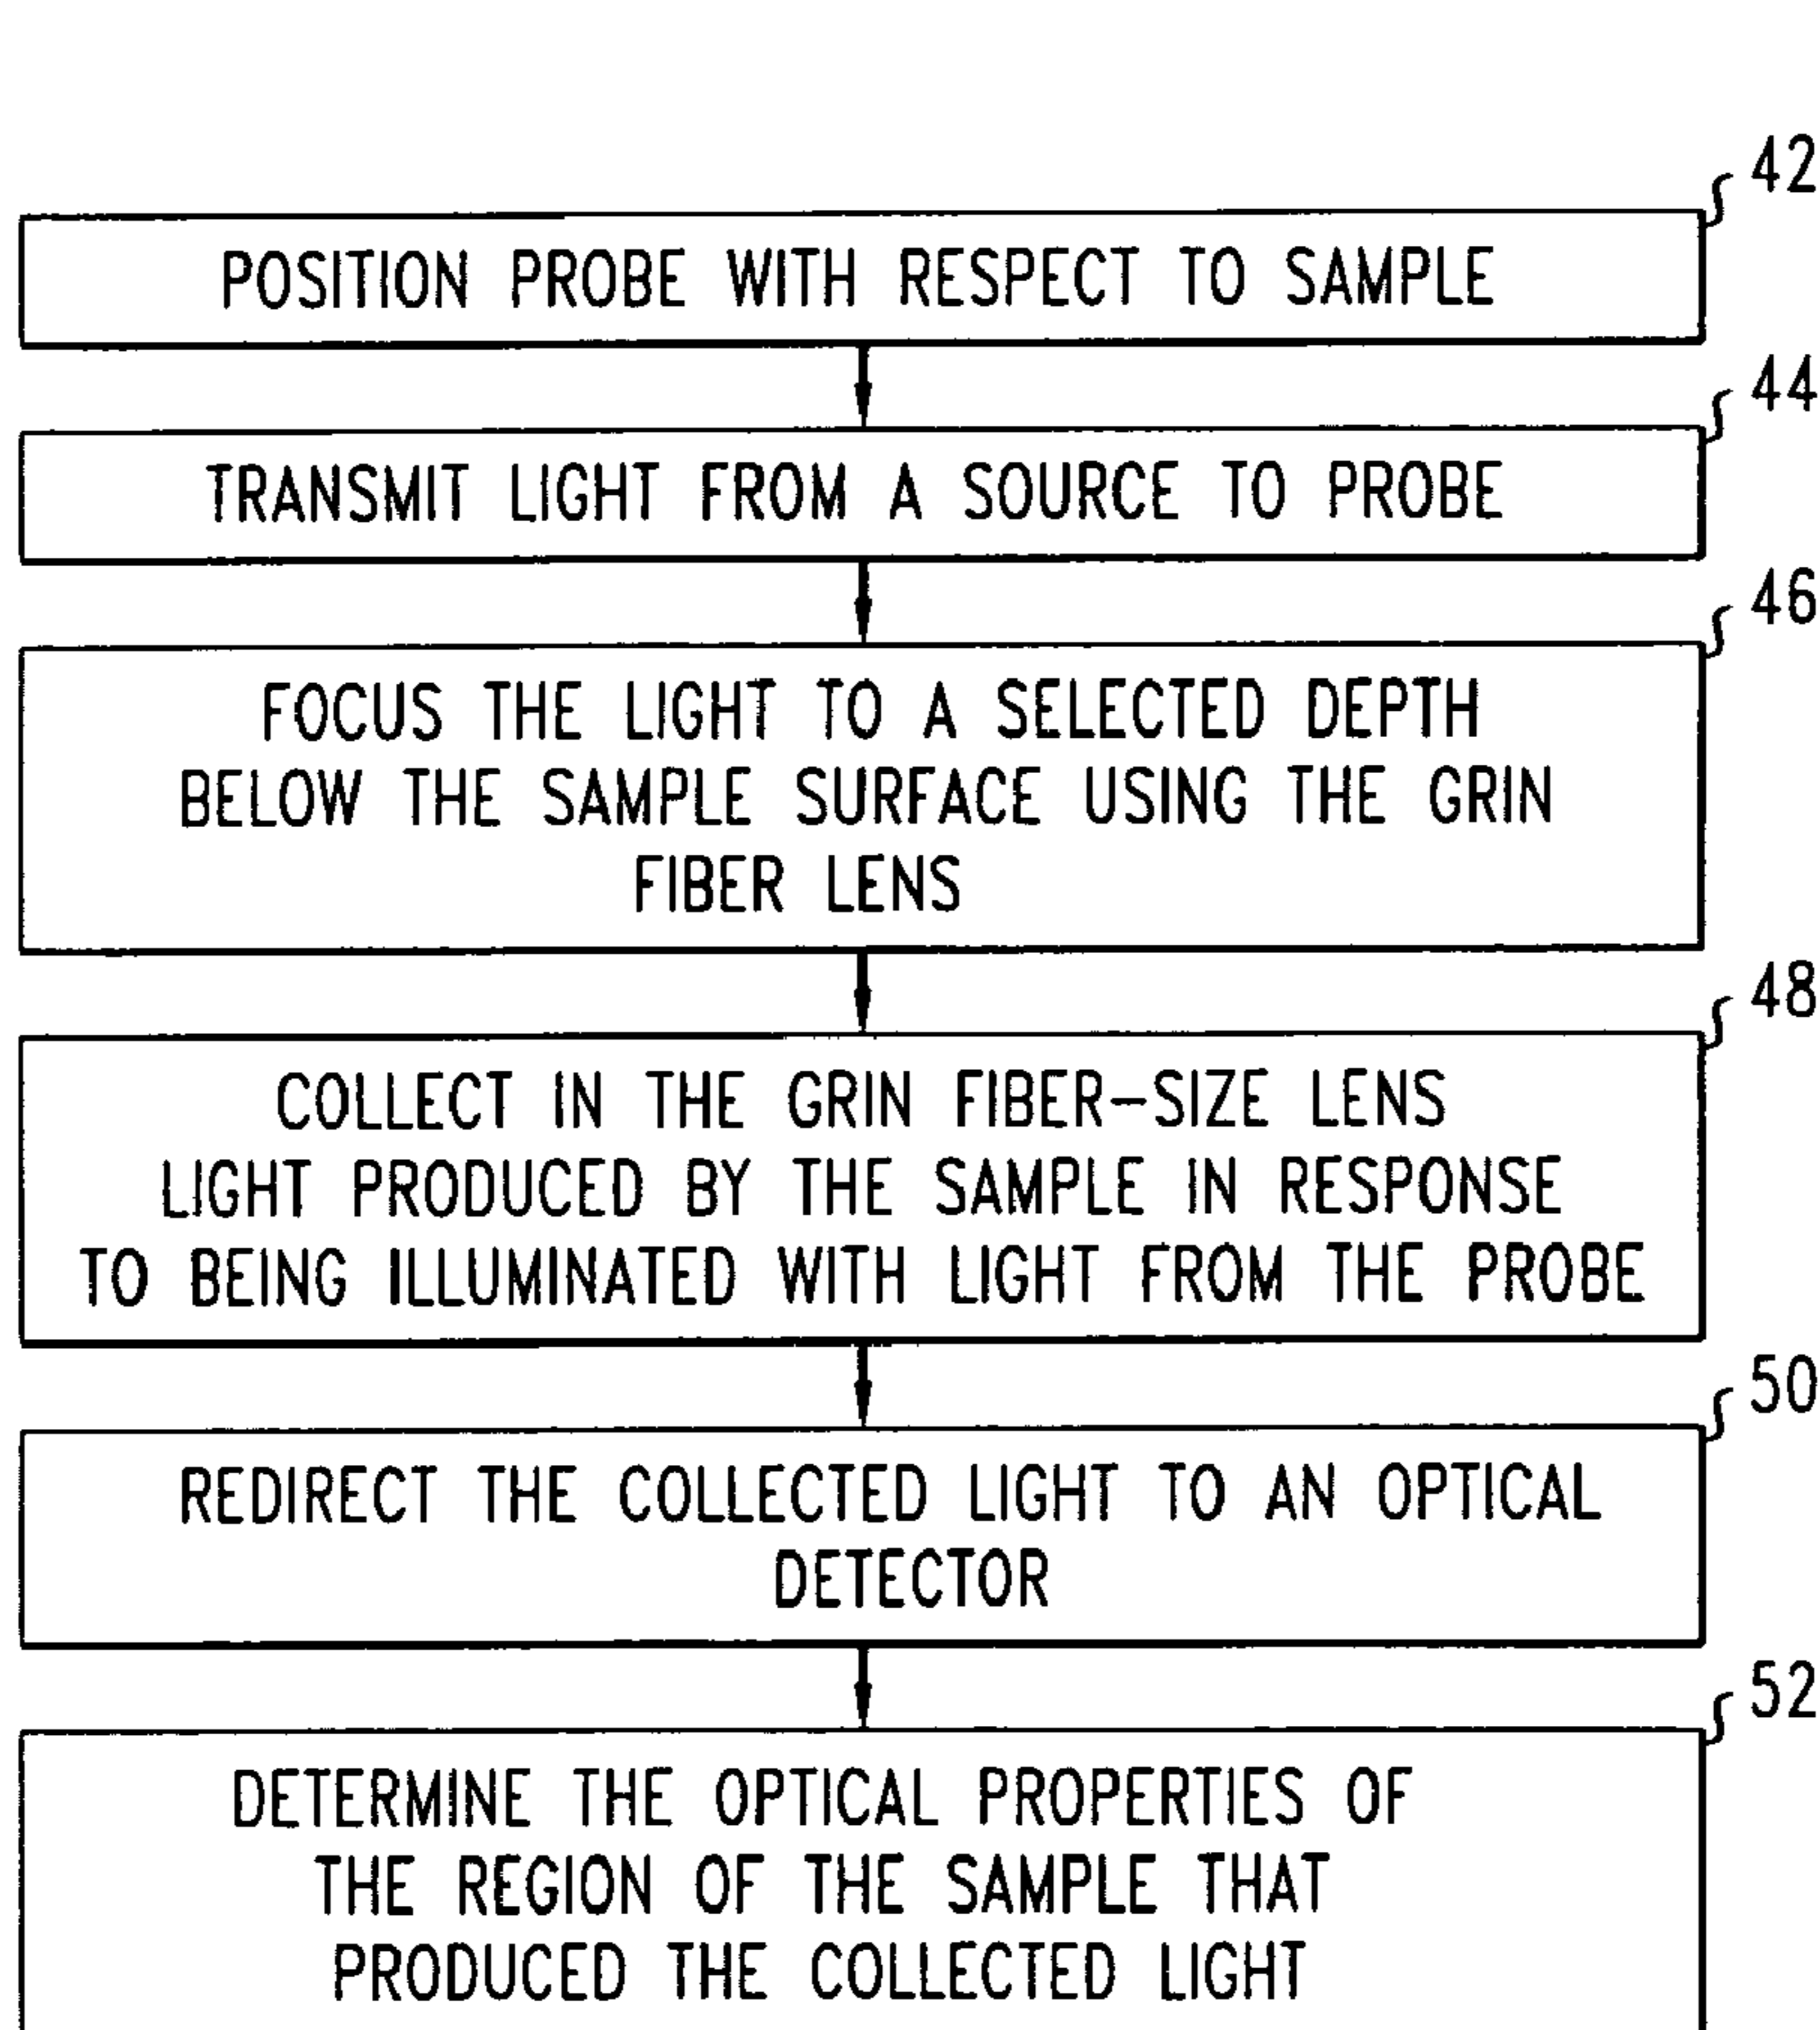 42
POSITION PROBE WITH RESPECT TO SAMPLE
44
TRANSMIT LIGHT FROM A SOURCE TO PROBE
46
FOCUS THE LIGHT TO A SELECTED DEPTH
BELOW THE SAMPLE SURFACE USING THE GRIN
FIBER LENS
48
COLLECT IN THE GRIN FIBER-SIZE LENS
LIGHT PRODUCED BY THE SAMPLE IN RESPONSE
TO BEING ILLUMINATED WITH LIGHT FROM THE PROBE
50
REDIRECT THE COLLECTED LIGHT TO AN OPTICAL
DETECTOR
52
DETERMINE THE OPTICAL PROPERTIES OF
THE REGION OF THE SAMPLE THAT
PRODUCED THE COLLECTED LIGHT